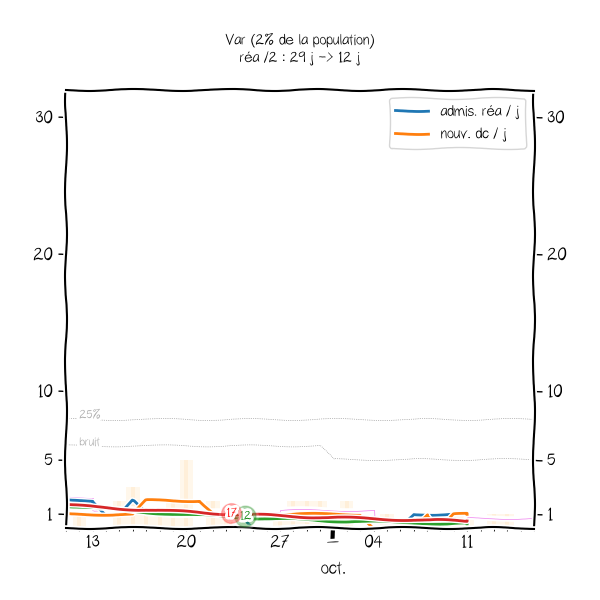 Var (2% de la population)
réa /2 : 29 j -> 12 j
admis. réa / j
nouv. dc / j
30 30
20 20
10 10
25%
bruit
5 5
17 12
1 1
13 20 27 1 04 11
oct.